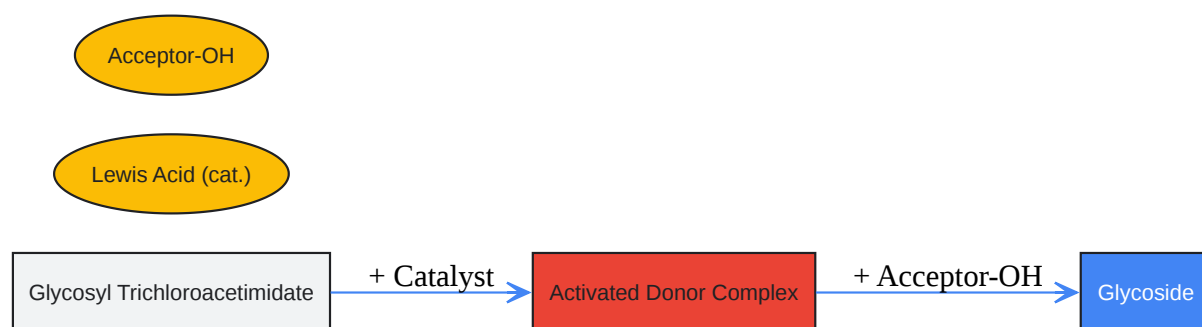 Acceptor-OH
Lewis Acid (cat.)
Glycosyl Trichloroacetimidate
+ Catalyst
Activated Donor Complex
+ Acceptor-OH
Glycoside